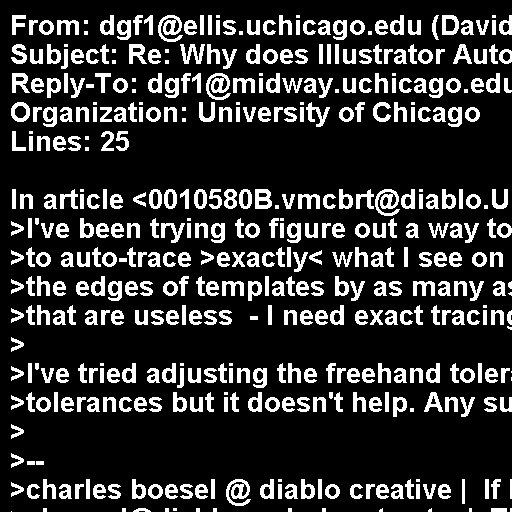 From: dgf1@ellis.uchicago.edu (David
Subject: Re: Why does Illustrator Auto
Reply-To: dgf1@midway.uchicago.edu
Organization: University of Chicago
Lines: 25

In article <0010580B.vmcbrt@diablo.U
>I've been trying to figure out a way to
>to auto-trace >exactly< what I see on
>the edges of templates by as many as
>that are useless  - I need exact tracing
>
>I've tried adjusting the freehand toler
>tolerances but it doesn't help. Any su
>
>--
>charles boesel @ diablo creative |  If